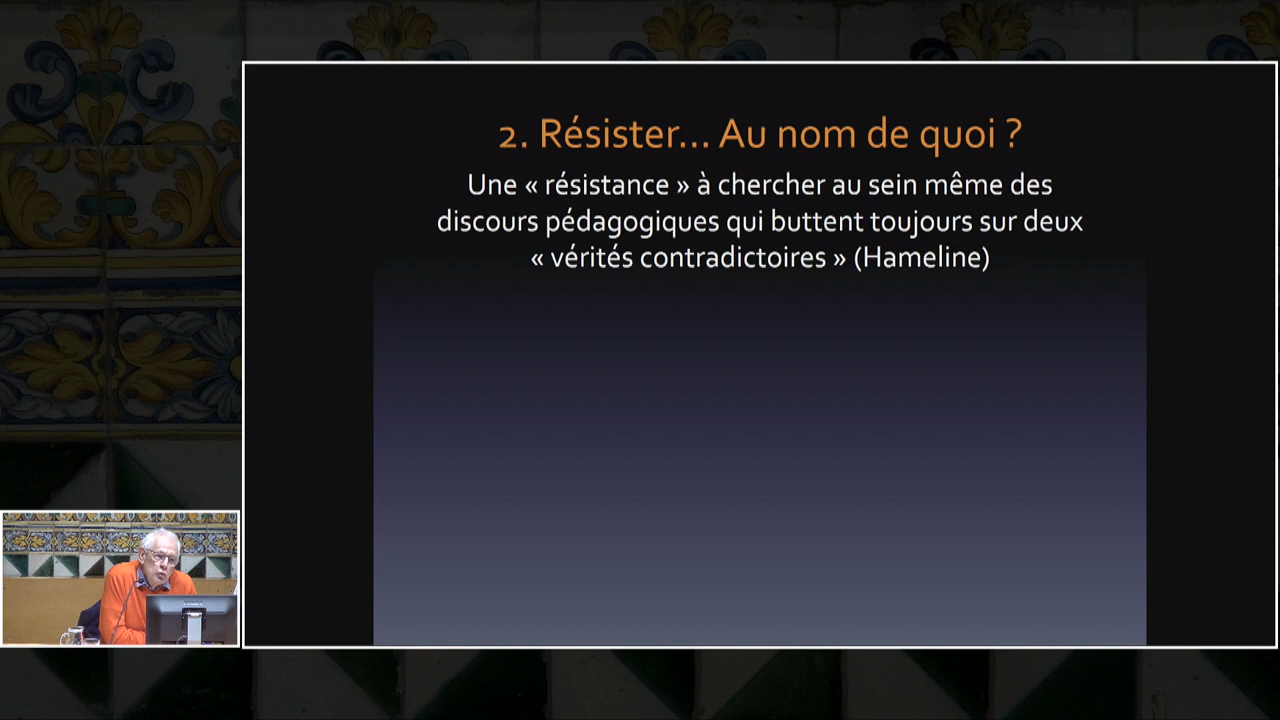 2. Résister... Au nom de quoi ?
Une « résistance » à chercher au sein même des
discours pédagogiques qui buttent toujours sur deux
« vérités contradictoires » (Hameline)